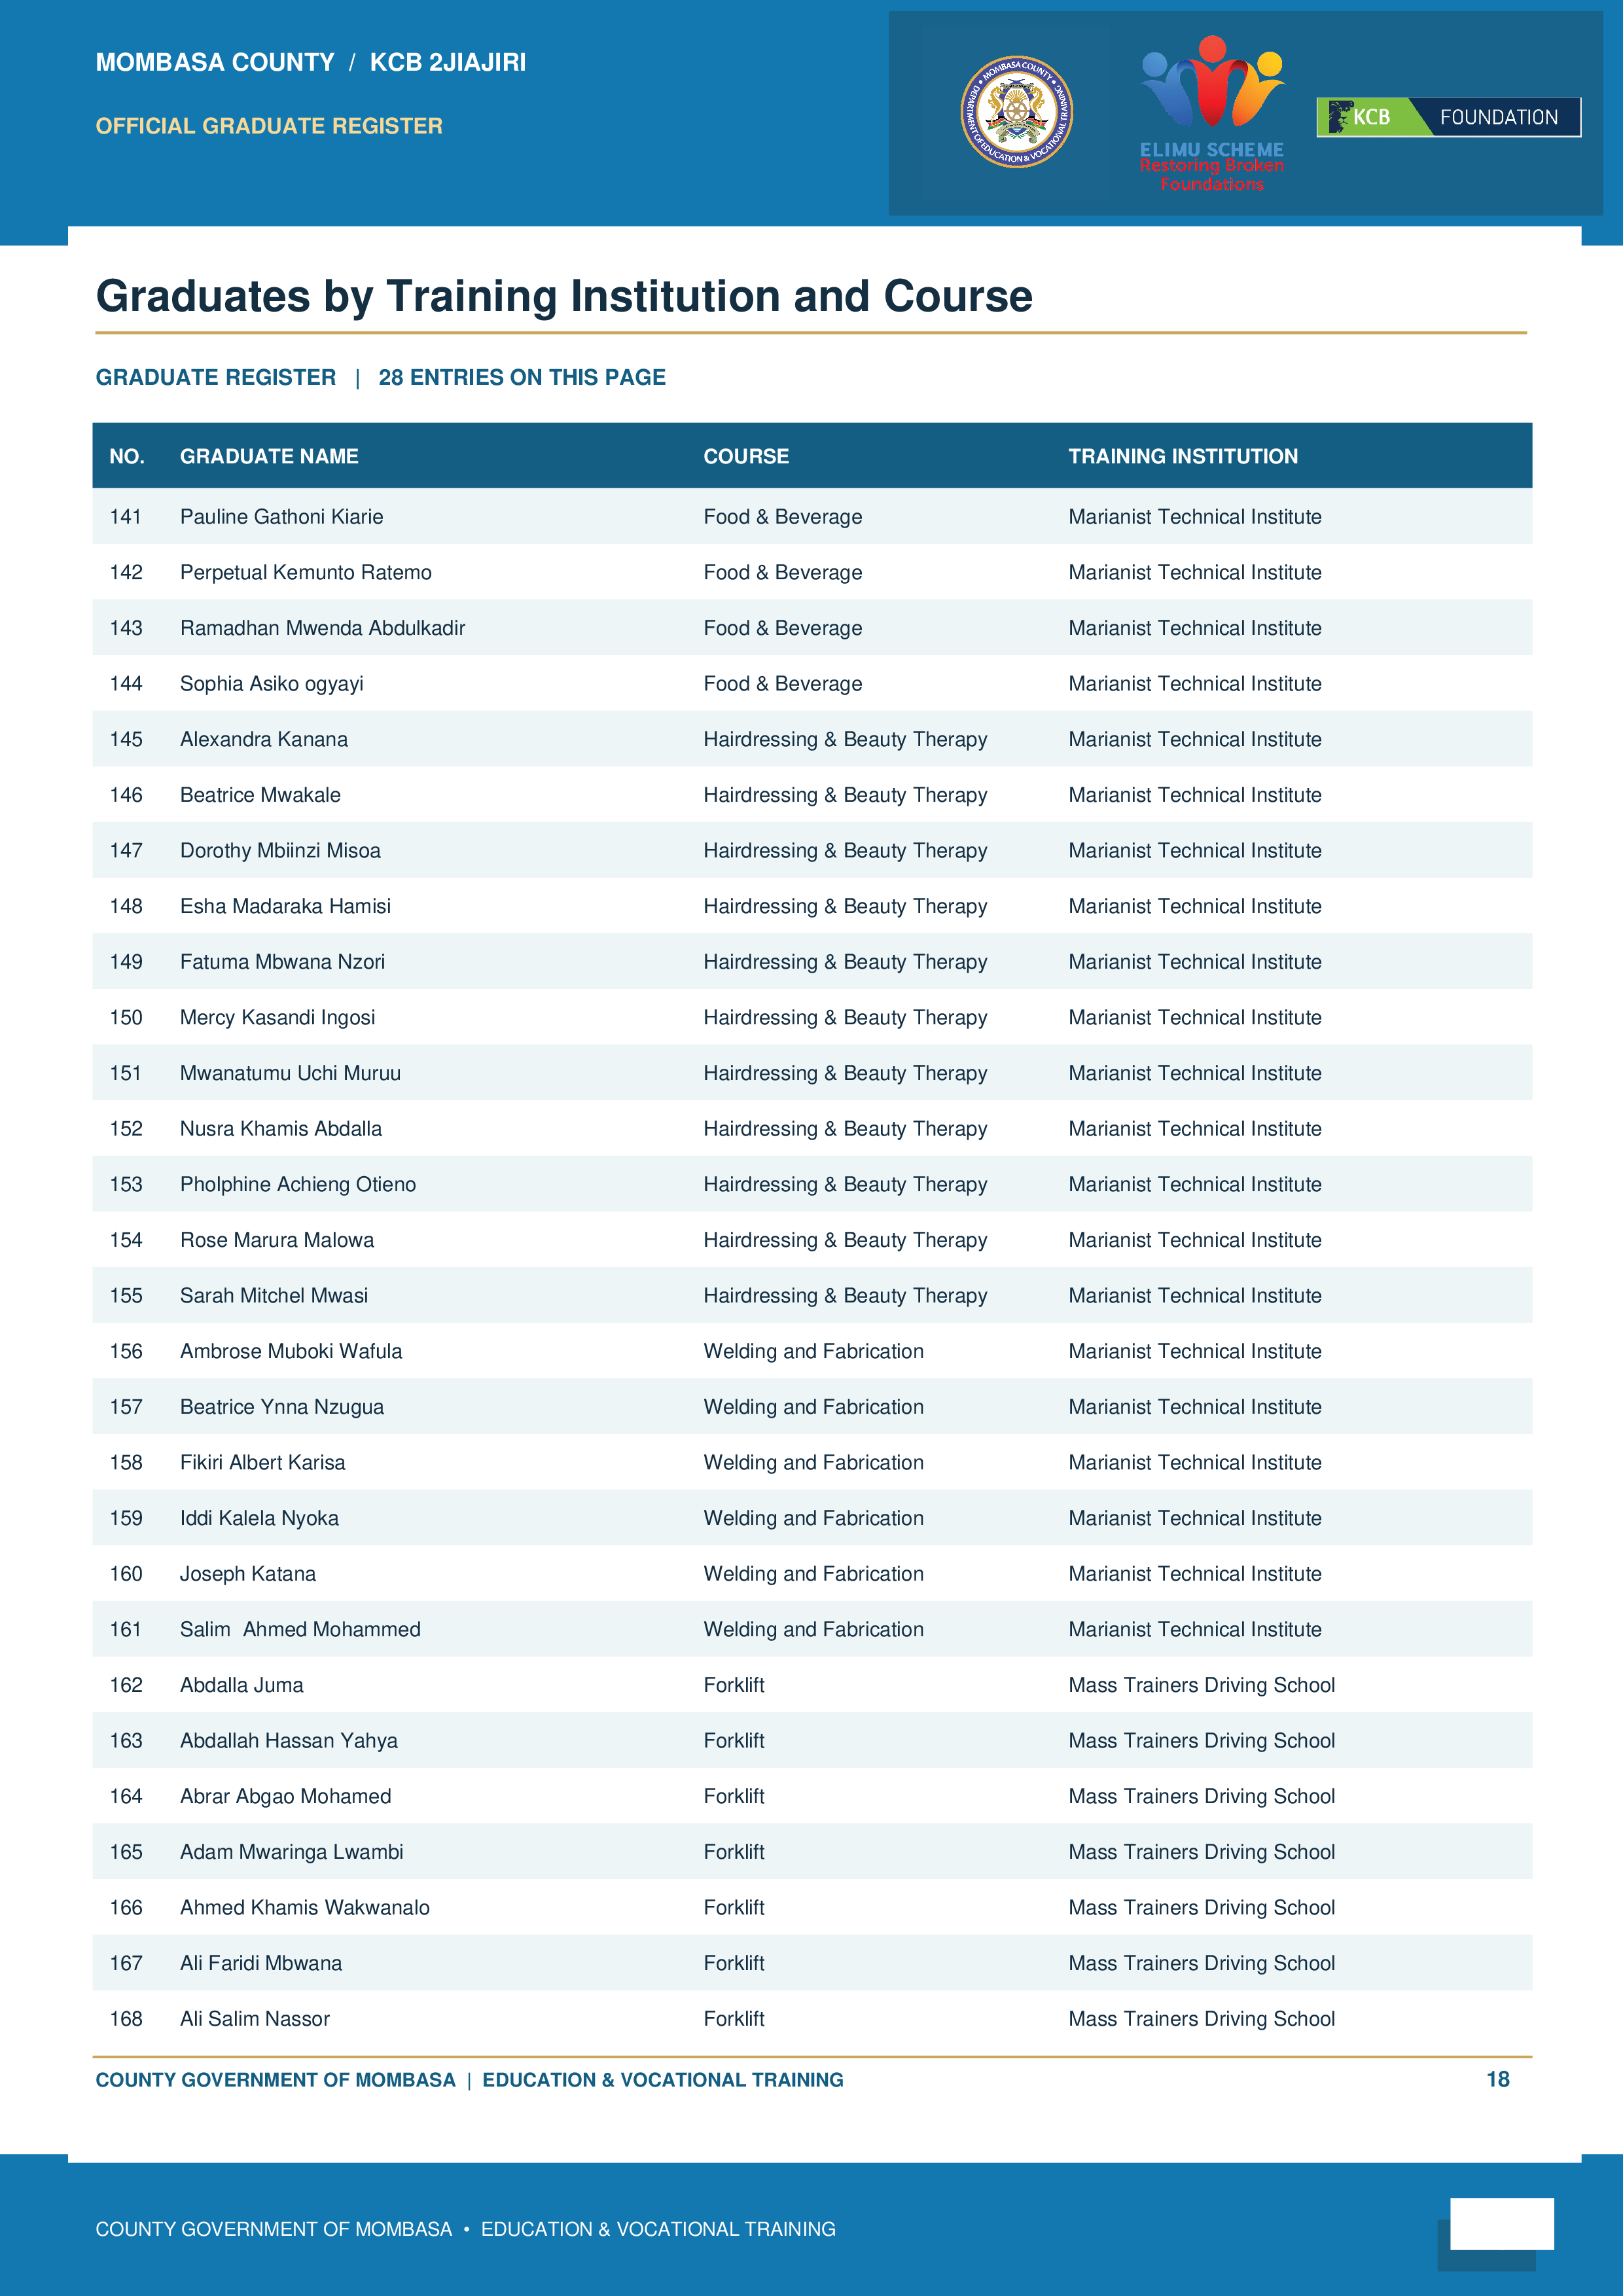 MOMBASA COUNTY / KCB 2JIAJIRI
OFFICIAL GRADUATE REGISTER
MOMBASA COUNTY
DEPARTMENT OF EDUCATION & VOCATIONAL TRAINING
ELIMU SCHEME
Restoring Broken
Foundations
KCB FOUNDATION
Graduates by Training Institution and Course
GRADUATE REGISTER | 28 ENTRIES ON THIS PAGE
NO. GRADUATE NAME COURSE TRAINING INSTITUTION
141 Pauline Gathoni Kiarie Food & Beverage Marianist Technical Institute
142 Perpetual Kemunto Ratemo Food & Beverage Marianist Technical Institute
143 Ramadhan Mwenda Abdulkadir Food & Beverage Marianist Technical Institute
144 Sophia Asiko ogyayi Food & Beverage Marianist Technical Institute
145 Alexandra Kanana Hairdressing & Beauty Therapy Marianist Technical Institute
146 Beatrice Mwakale Hairdressing & Beauty Therapy Marianist Technical Institute
147 Dorothy Mbiinzi Misoa Hairdressing & Beauty Therapy Marianist Technical Institute
148 Esha Madaraka Hamisi Hairdressing & Beauty Therapy Marianist Technical Institute
149 Fatuma Mbwana Nzori Hairdressing & Beauty Therapy Marianist Technical Institute
150 Mercy Kasandi Ingosi Hairdressing & Beauty Therapy Marianist Technical Institute
151 Mwanatumu Uchi Muruu Hairdressing & Beauty Therapy Marianist Technical Institute
152 Nusra Khamis Abdalla Hairdressing & Beauty Therapy Marianist Technical Institute
153 Pholphine Achieng Otieno Hairdressing & Beauty Therapy Marianist Technical Institute
154 Rose Marura Malowa Hairdressing & Beauty Therapy Marianist Technical Institute
155 Sarah Mitchel Mwasi Hairdressing & Beauty Therapy Marianist Technical Institute
156 Ambrose Muboki Wafula Welding and Fabrication Marianist Technical Institute
157 Beatrice Ynna Nzugua Welding and Fabrication Marianist Technical Institute
158 Fikiri Albert Karisa Welding and Fabrication Marianist Technical Institute
159 Iddi Kalela Nyoka Welding and Fabrication Marianist Technical Institute
160 Joseph Katana Welding and Fabrication Marianist Technical Institute
161 Salim  Ahmed Mohammed Welding and Fabrication Marianist Technical Institute
162 Abdalla Juma Forklift Mass Trainers Driving School
163 Abdallah Hassan Yahya Forklift Mass Trainers Driving School
164 Abrar Abgao Mohamed Forklift Mass Trainers Driving School
165 Adam Mwaringa Lwambi Forklift Mass Trainers Driving School
166 Ahmed Khamis Wakwanalo Forklift Mass Trainers Driving School
167 Ali Faridi Mbwana Forklift Mass Trainers Driving School
168 Ali Salim Nassor Forklift Mass Trainers Driving School
COUNTY GOVERNMENT OF MOMBASA | EDUCATION & VOCATIONAL TRAINING 18
COUNTY GOVERNMENT OF MOMBASA • EDUCATION & VOCATIONAL TRAINING